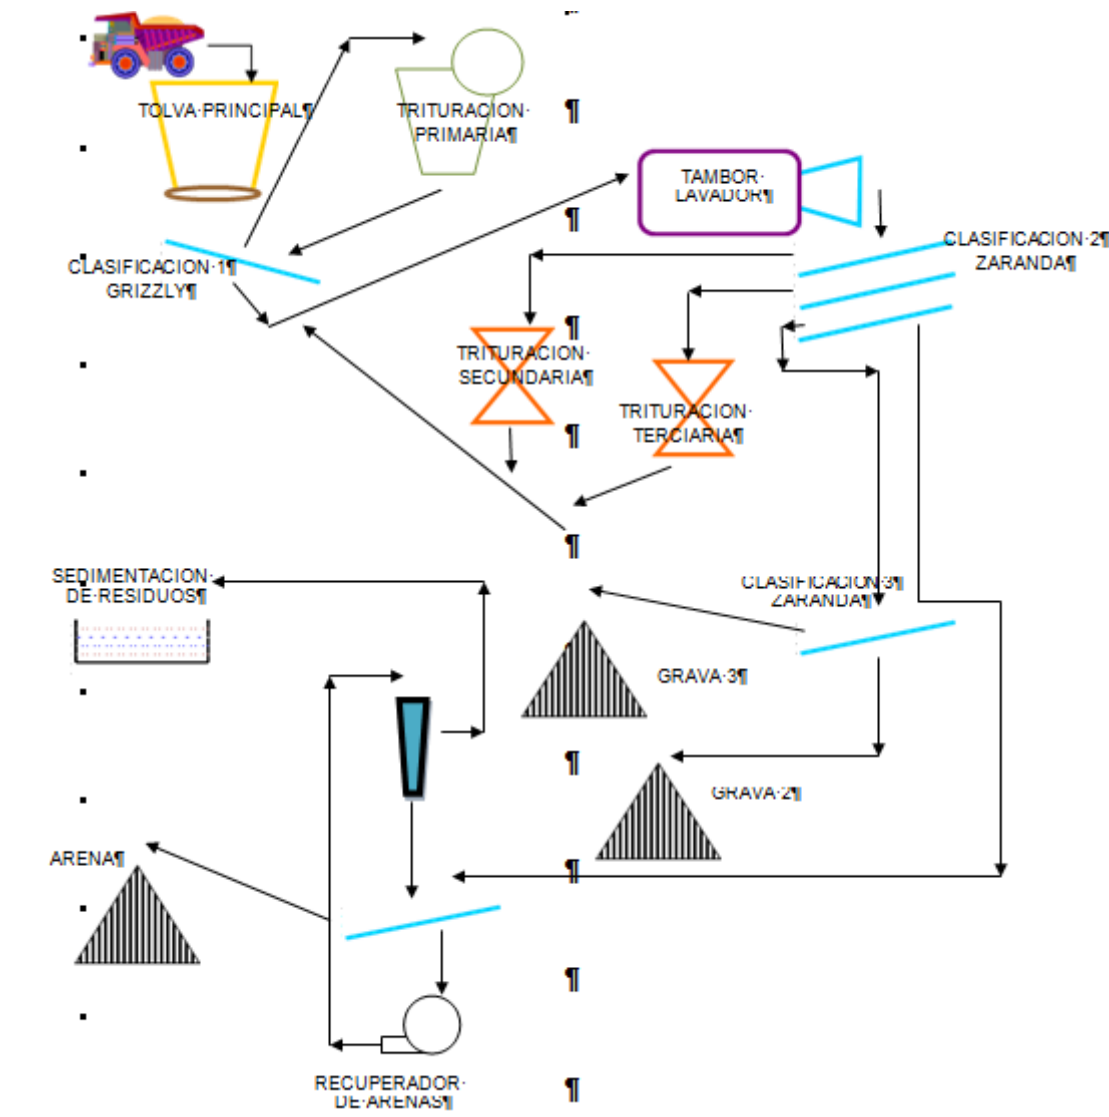 TOLVA·PRINCIPAL¶
TRITURACION·
PRIMARIA¶
TAMBOR·
LAVADOR¶
CLASIFICACION·2¶
ZARANDA¶
CLASIFICACION·1¶
GRIZZLY¶
TRITURACION·
SECUNDARIA¶
TRITURACION·
TERCIARIA¶
SEDIMENTACION·
DE·RESIDUOS¶
CLASIFICACION·3¶
ZARANDA¶
GRAVA·3¶
GRAVA·2¶
ARENA¶
RECUPERADOR·
DE·ARENAS¶